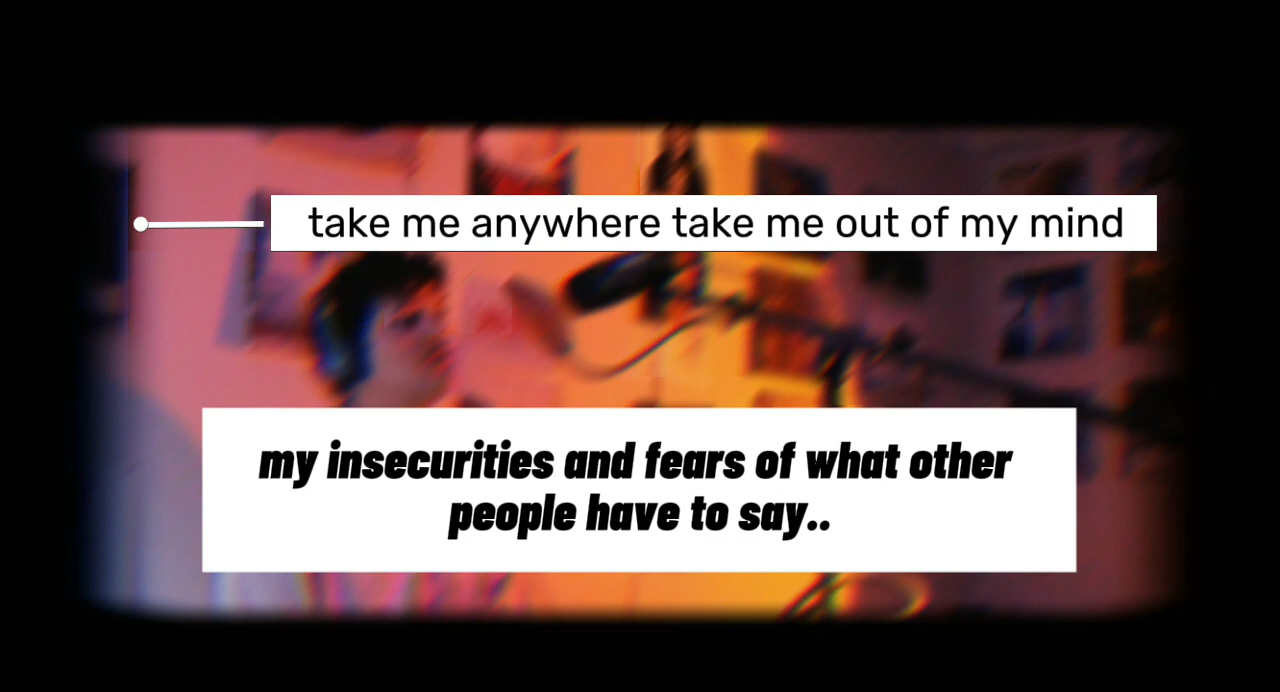 take me anywhere take me out of my mind
my insecurities and fears of what other
people have to say..